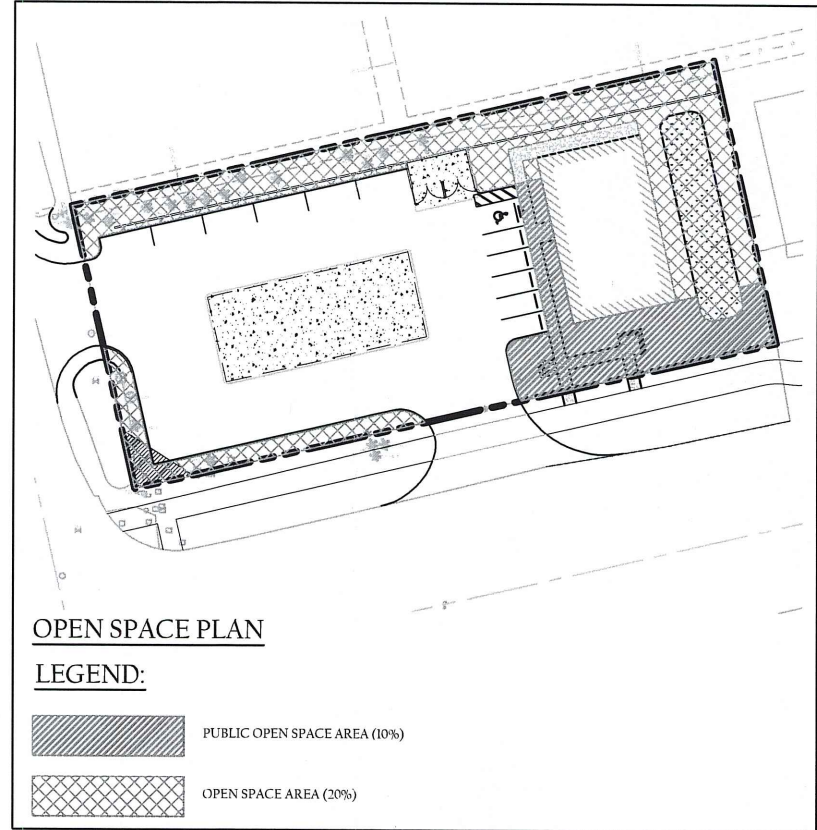 OPEN SPACE PLAN
LEGEND:
PUBLIC OPEN SPACE AREA (10%)
OPEN SPACE AREA (20%)